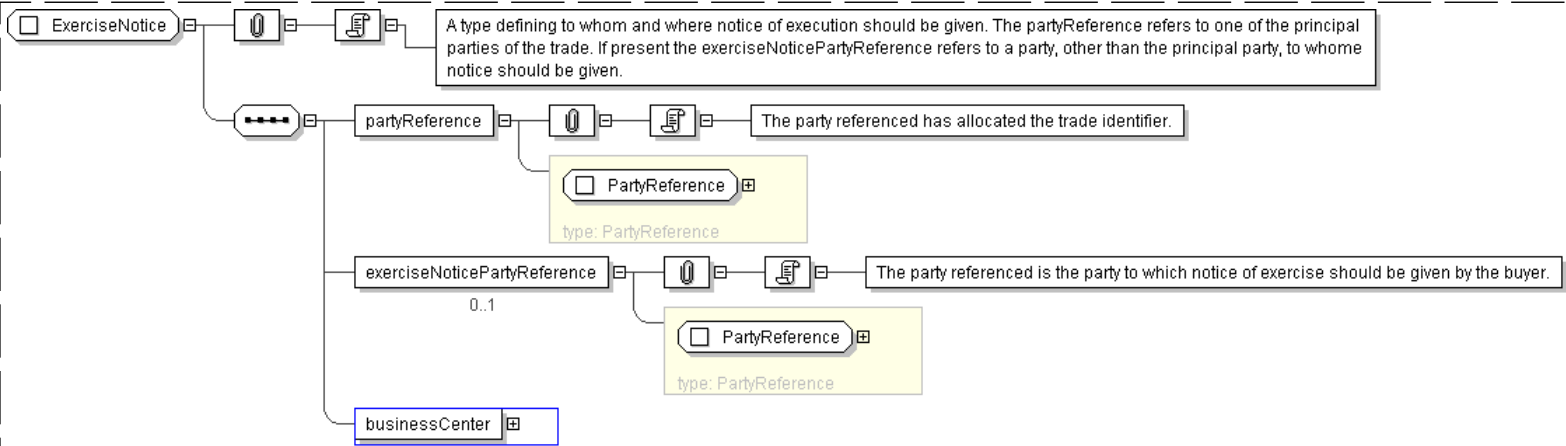 ExerciseNotice
A type defining to whom and where notice of execution should be given. The partyReference refers to one of the principal
parties of the trade. If present the exerciseNoticePartyReference refers to a party, other than the principal party, to whome
notice should be given.
partyReference
The party referenced has allocated the trade identifier.
PartyReference
type: PartyReference
exerciseNoticePartyReference
The party referenced is the party to which notice of exercise should be given by the buyer.
0..1
PartyReference
type: PartyReference
businessCenter